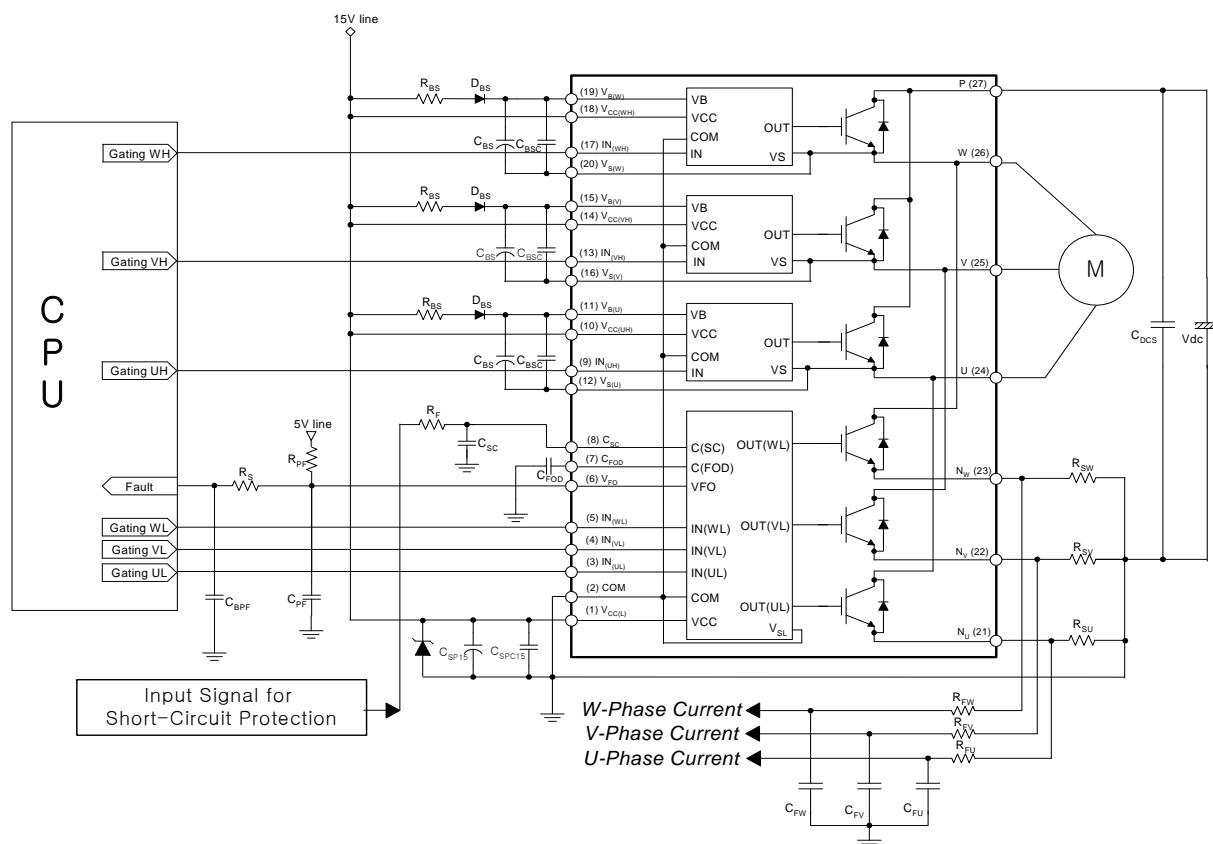 15V line
R_BS D_BS
(19) V_B(W) VB
(18) V_CC(WH) VCC
COM OUT
C_BS C_BSC
(17) IN_(WH) IN
(20) V_S(W) VS
Gating WH
P (27)
W (26)
R_BS D_BS
(15) V_B(V) VB
(14) V_CC(VH) VCC
COM OUT
C_BS C_BSC
(13) IN_(VH) IN
(16) V_S(V) VS
Gating VH
V (25)
M
R_BS D_BS
(11) V_B(U) VB
(10) V_CC(UH) VCC
COM OUT
C_BS C_BSC
(9) IN_(UH) IN
(12) V_S(U) VS
Gating UH
U (24)
C_DCS Vdc
C
P
U
R_F
C_SC
(8) C_SC C(SC) OUT(WL)
5V line
R_PF
C_FOD
(7) C_FOD C(FOD)
R_S
Fault
(6) V_FO VFO
N_W (23) R_SW
Gating WL
(5) IN_(WL) IN(WL) OUT(VL)
Gating VL
(4) IN_(VL) IN(VL)
N_V (22) R_SV
Gating UL
(3) IN_(UL) IN(UL)
C_BPF C_PF
(2) COM COM OUT(UL)
(1) V_CC(L) VCC V_SL
N_U (21) R_SU
C_SP15 C_SPC15
Input Signal for
Short-Circuit Protection
W-Phase Current R_FW
V-Phase Current R_FV
U-Phase Current R_FU
C_FW C_FV C_FU